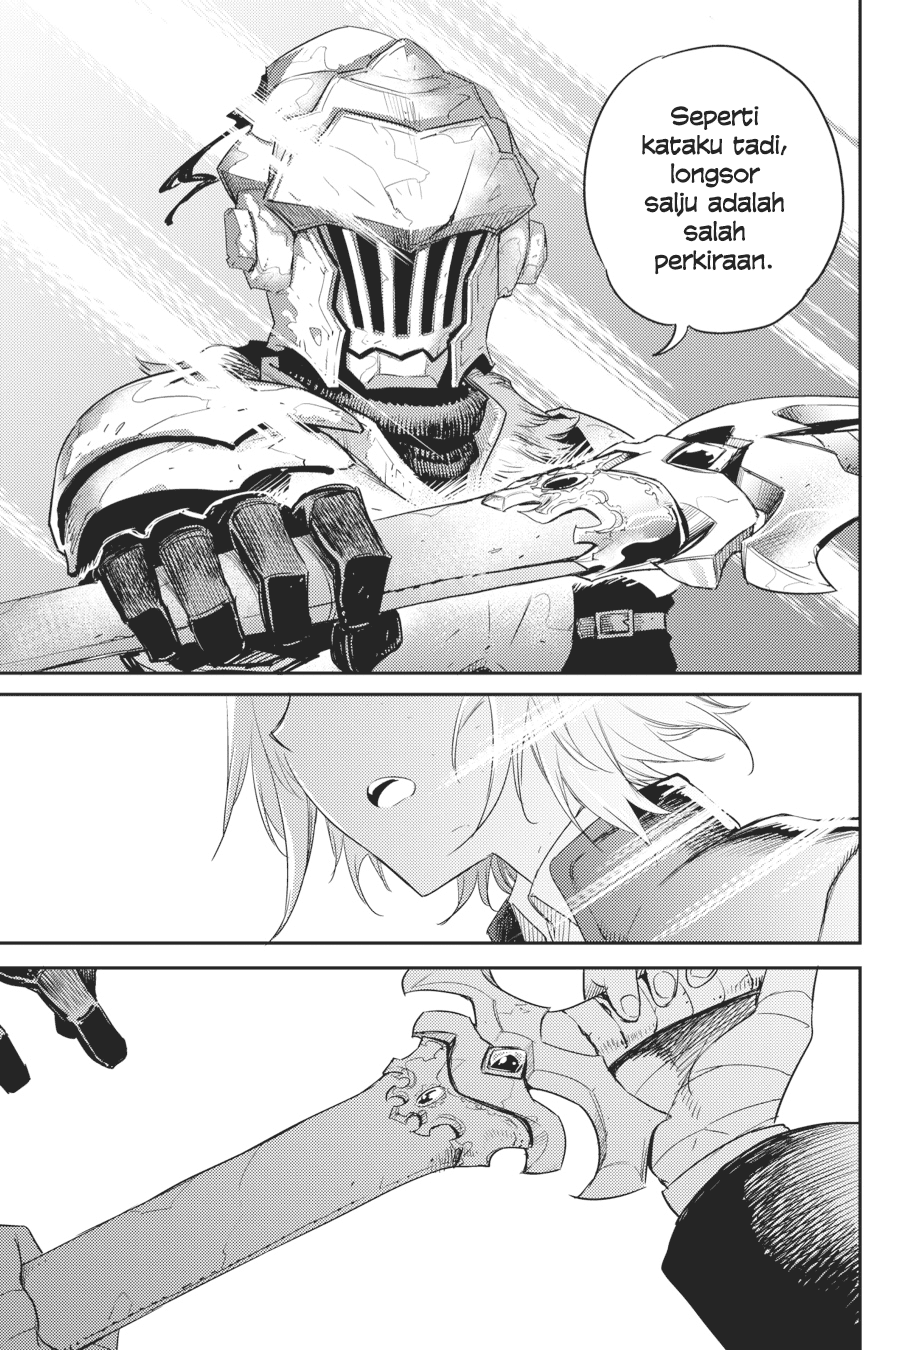 Seperti
kataku tadi,
longsor
salju adalah
salah
perkiraan.